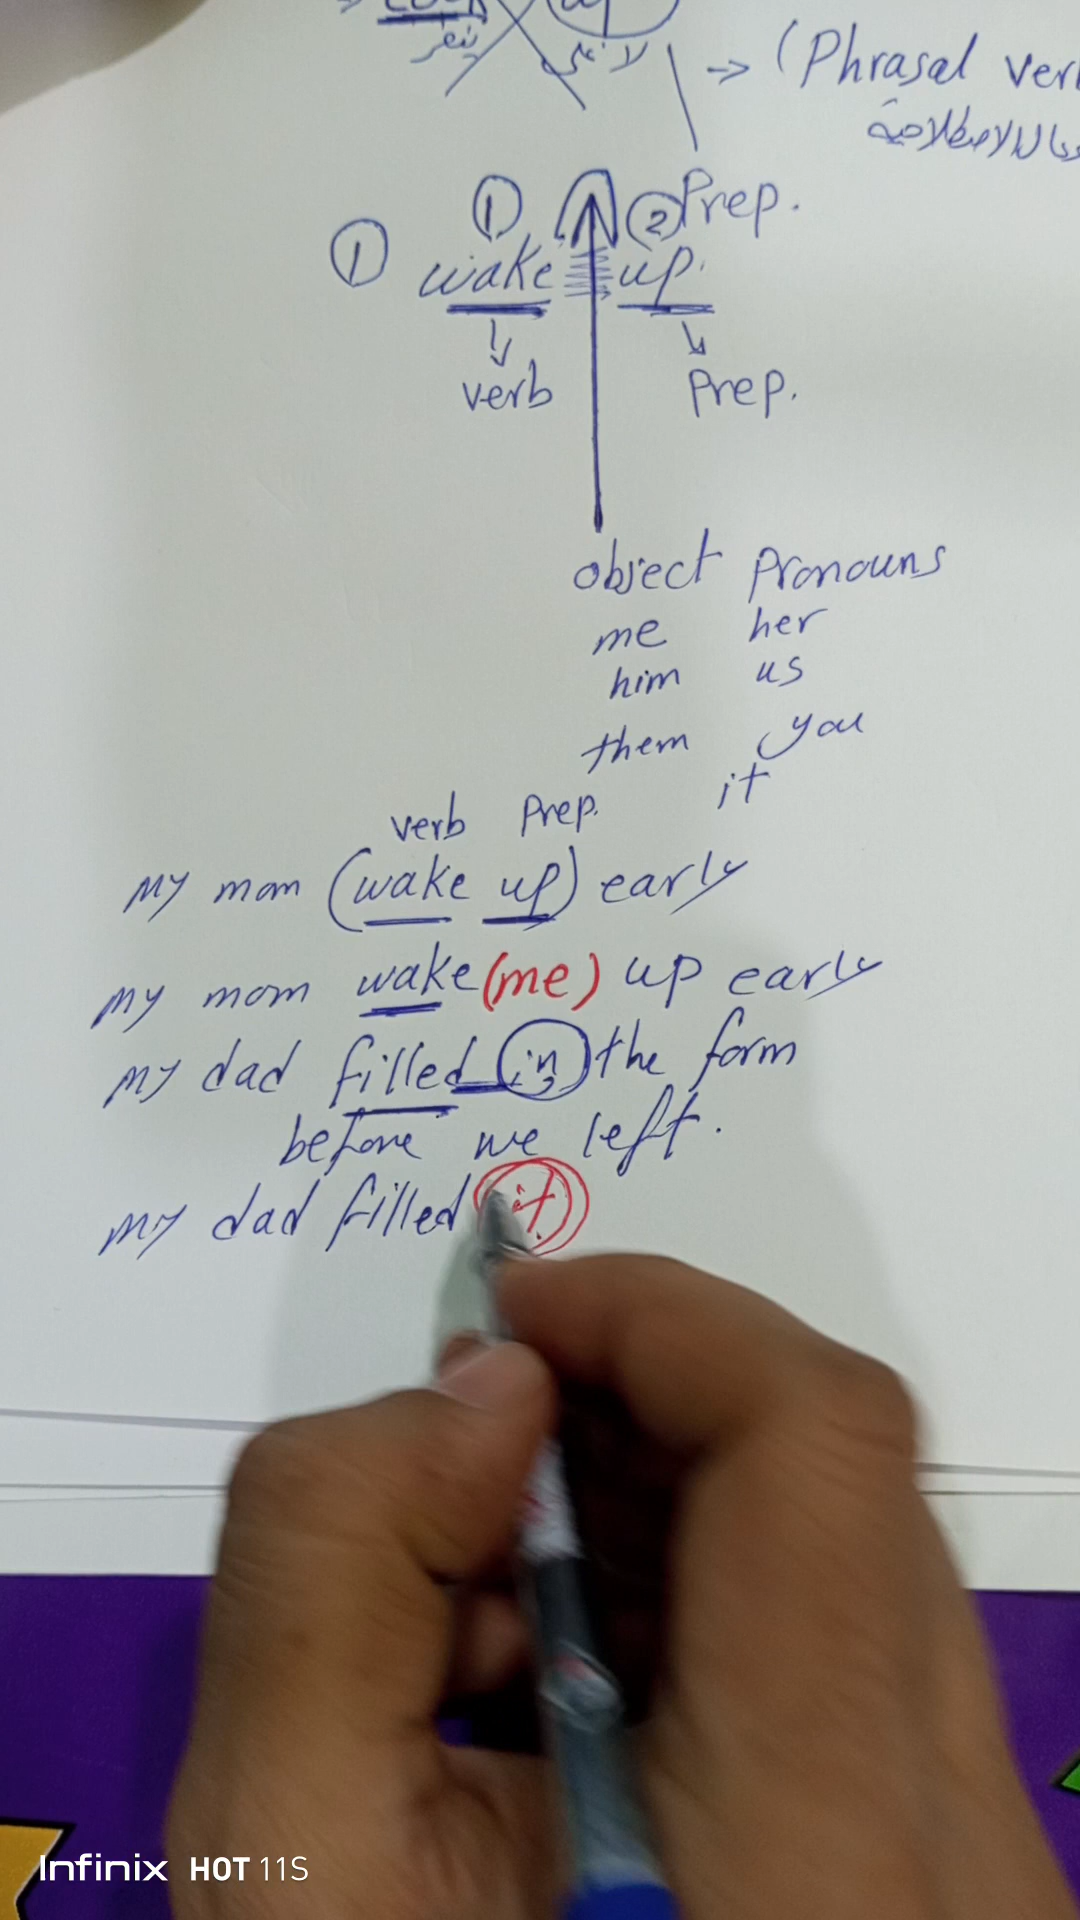 → (Phrasal ver
① ② Prep.
① wake up.
verb Prep.
object pronouns
me her
him us
them you
it
verb Prep.
my mom (wake up) early
my mom wake (me) up early
my dad filled in the form
before we left.
my dad filled it
Infinix HOT 11S